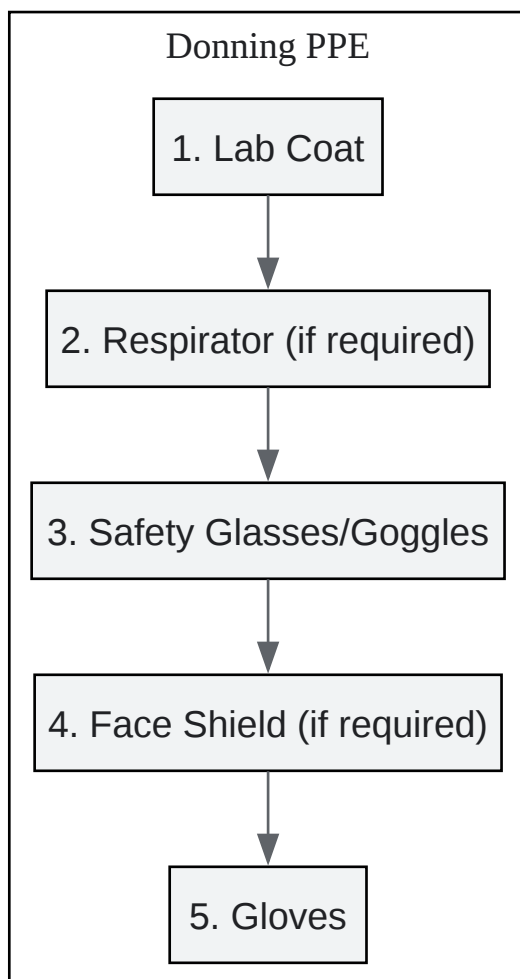 Donning PPE
1. Lab Coat
2. Respirator (if required)
3. Safety Glasses/Goggles
4. Face Shield (if required)
5. Gloves